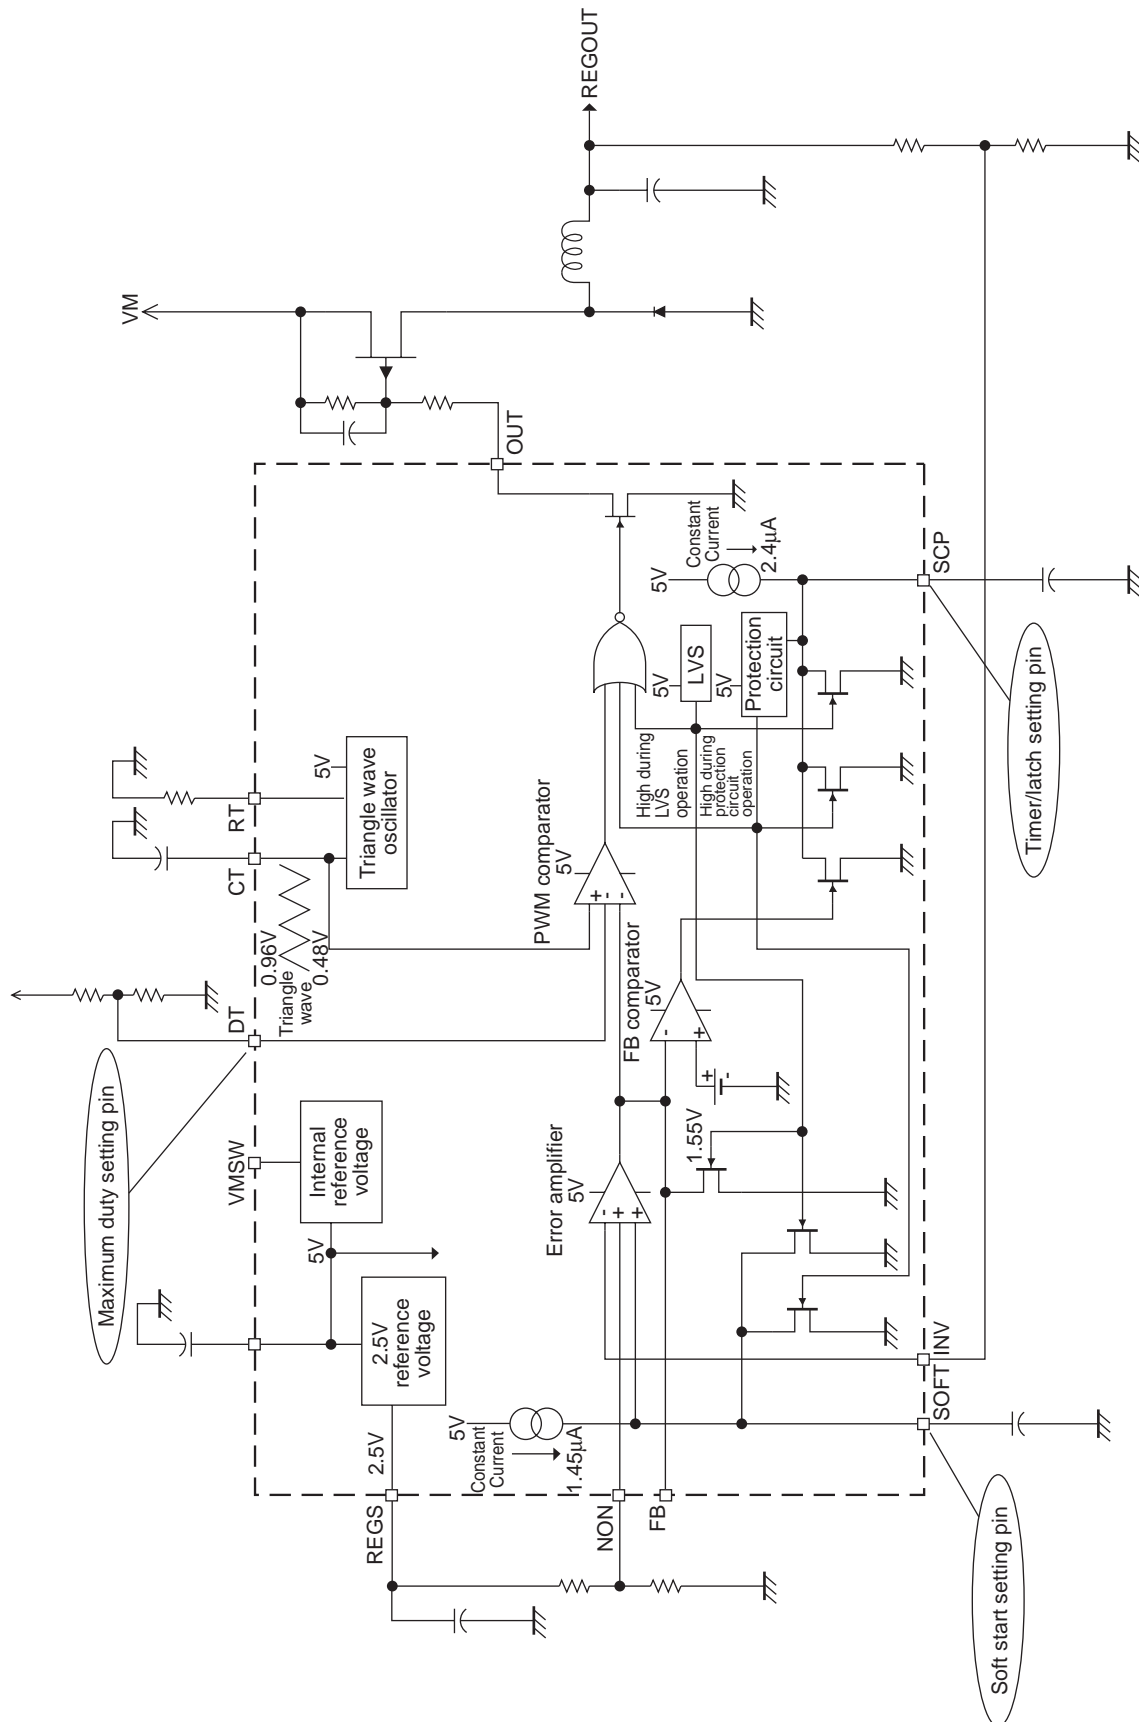 Maximum duty setting pin
Soft start setting pin
Timer/latch setting pin
REGS
2.5V
2.5V
reference
voltage
5V
Internal
reference
voltage
VMSW
DT
Triangle
wave
0.96V
0.48V
CT
RT
Triangle wave
oscillator
5V
VM
OUT
REGOUT
NON
FB
Error amplifier
5V
-
+
+
PWM comparator
5V
+
-
-
FB comparator
5V
-
+
+
-
1.55V
High during
LVS
operation
High during
protection
circuit
operation
5V
LVS
5V
Protection
circuit
5V
Constant
Current
2.4µA
5V
Constant
Current
1.45µA
SOFT
INV
SCP